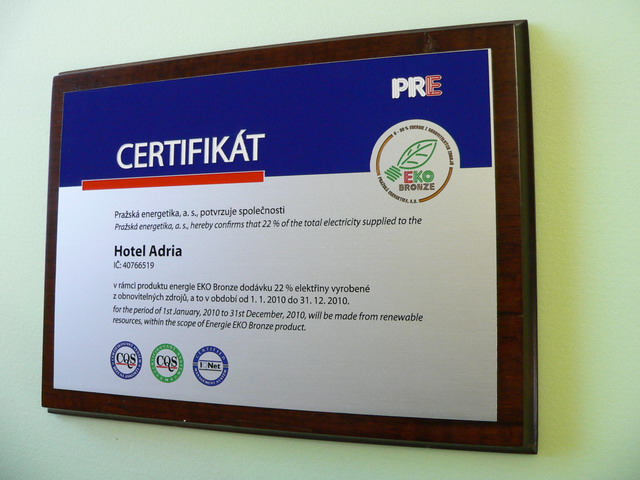 PRE
CERTIFIKÁT
EKO
BRONZE
PRAŽSKÁ ENERGETIKA, A.S.
Pražská energetika, a. s., potvrzuje společnosti
Pražská energetika, a. s., hereby confirms that 22 % of the total electricity supplied to the
Hotel Adria
IČ: 40766519
v rámci produktu energie EKO Bronze dodávku 22 % elektřiny vyrobené
z obnovitelných zdrojů, a to v období od 1. 1. 2010 do 31. 12. 2010.
for the period of 1st January, 2010 to 31st December, 2010, will be made from renewable
resources, within the scope of Energie EKO Bronze product.
CQS
CQS
IQNet